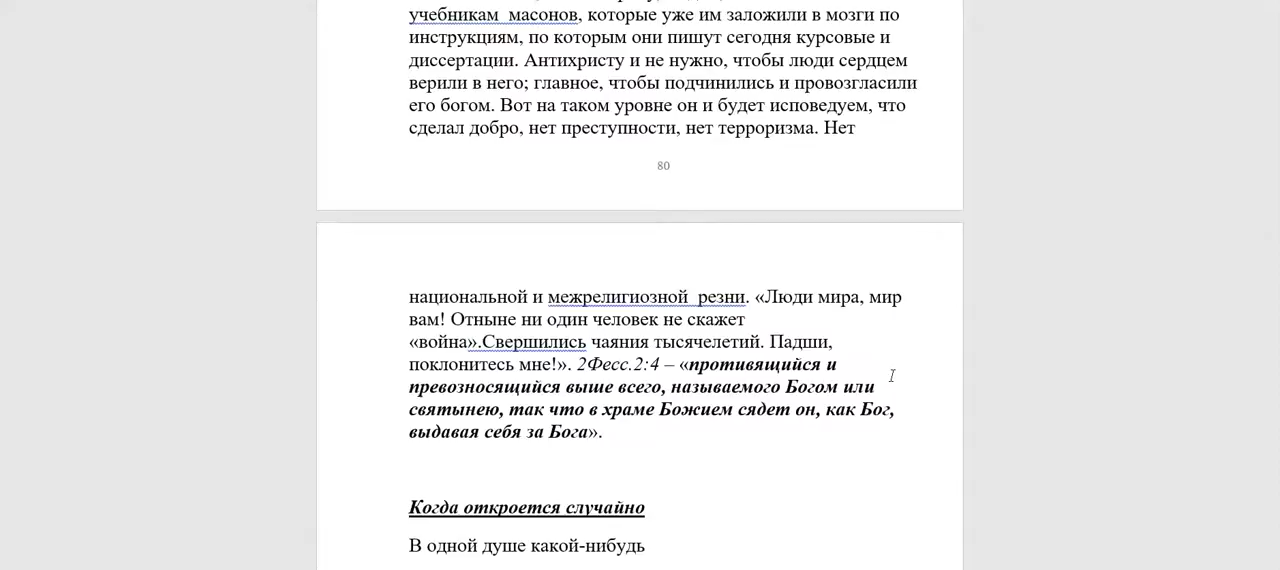 учебникам  масонов, которые уже им заложили в мозги по
инструкциям, по которым они пишут сегодня курсовые и
диссертации. Антихристу и не нужно, чтобы люди сердцем
верили в него; главное, чтобы подчинились и провозгласили
его богом. Вот на таком уровне он и будет исповедуем, что
сделал добро, нет преступности, нет терроризма. Нет
80
национальной и межрелигиозной  резни. «Люди мира, мир
вам! Отныне ни один человек не скажет
«война».Свершились чаяния тысячелетий. Падши,
поклонитесь мне!». 2Фесс.2:4 – «противящийся и
превозносящийся выше всего, называемого Богом или
святынею, так что в храме Божием сядет он, как Бог,
выдавая себя за Бога».
Когда откроется случайно
В одной душе какой-нибудь